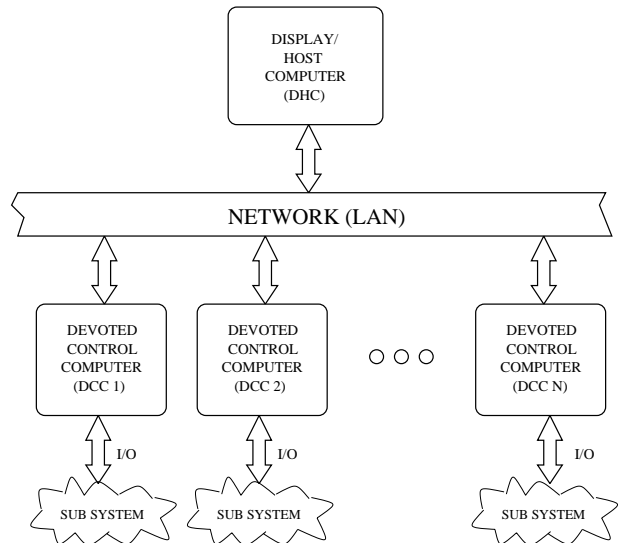 DISPLAY/
HOST
COMPUTER
(DHC)
NETWORK (LAN)
DEVOTED
CONTROL
COMPUTER
(DCC 1)
DEVOTED
CONTROL
COMPUTER
(DCC 2)
DEVOTED
CONTROL
COMPUTER
(DCC N)
I/O
I/O
I/O
SUB SYSTEM
SUB SYSTEM
SUB SYSTEM